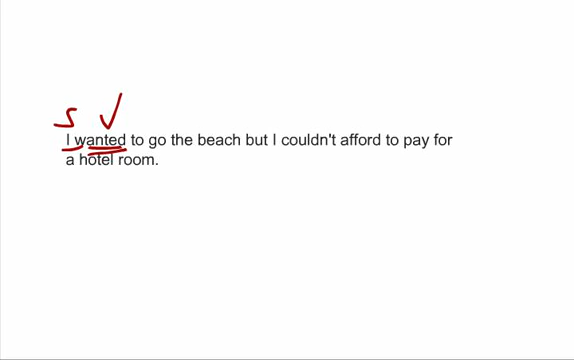 S V
I wanted to go the beach but I couldn't afford to pay for
a hotel room.